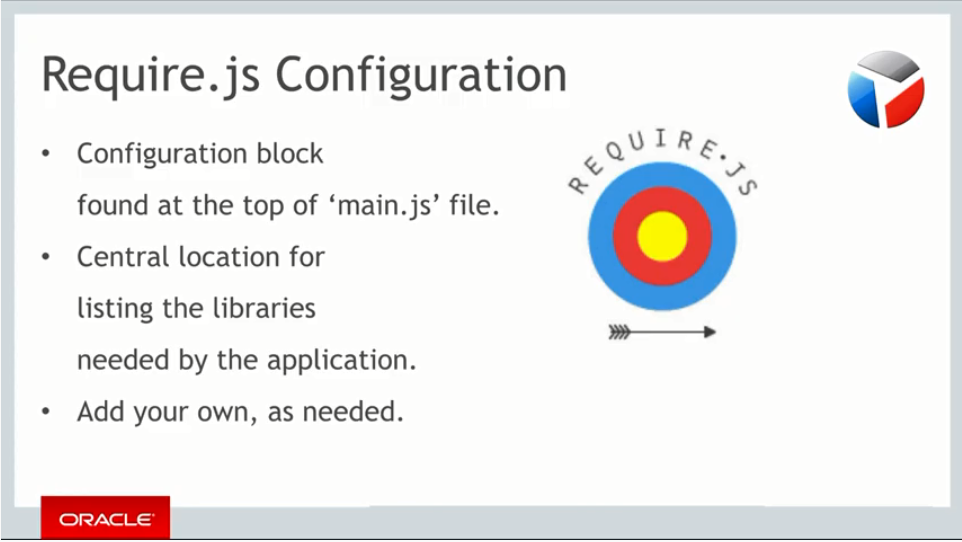 Require.js Configuration
• Configuration block
found at the top of ‘main.js’ file.
• Central location for
listing the libraries
needed by the application.
• Add your own, as needed.
REQUIRE·JS
ORACLE